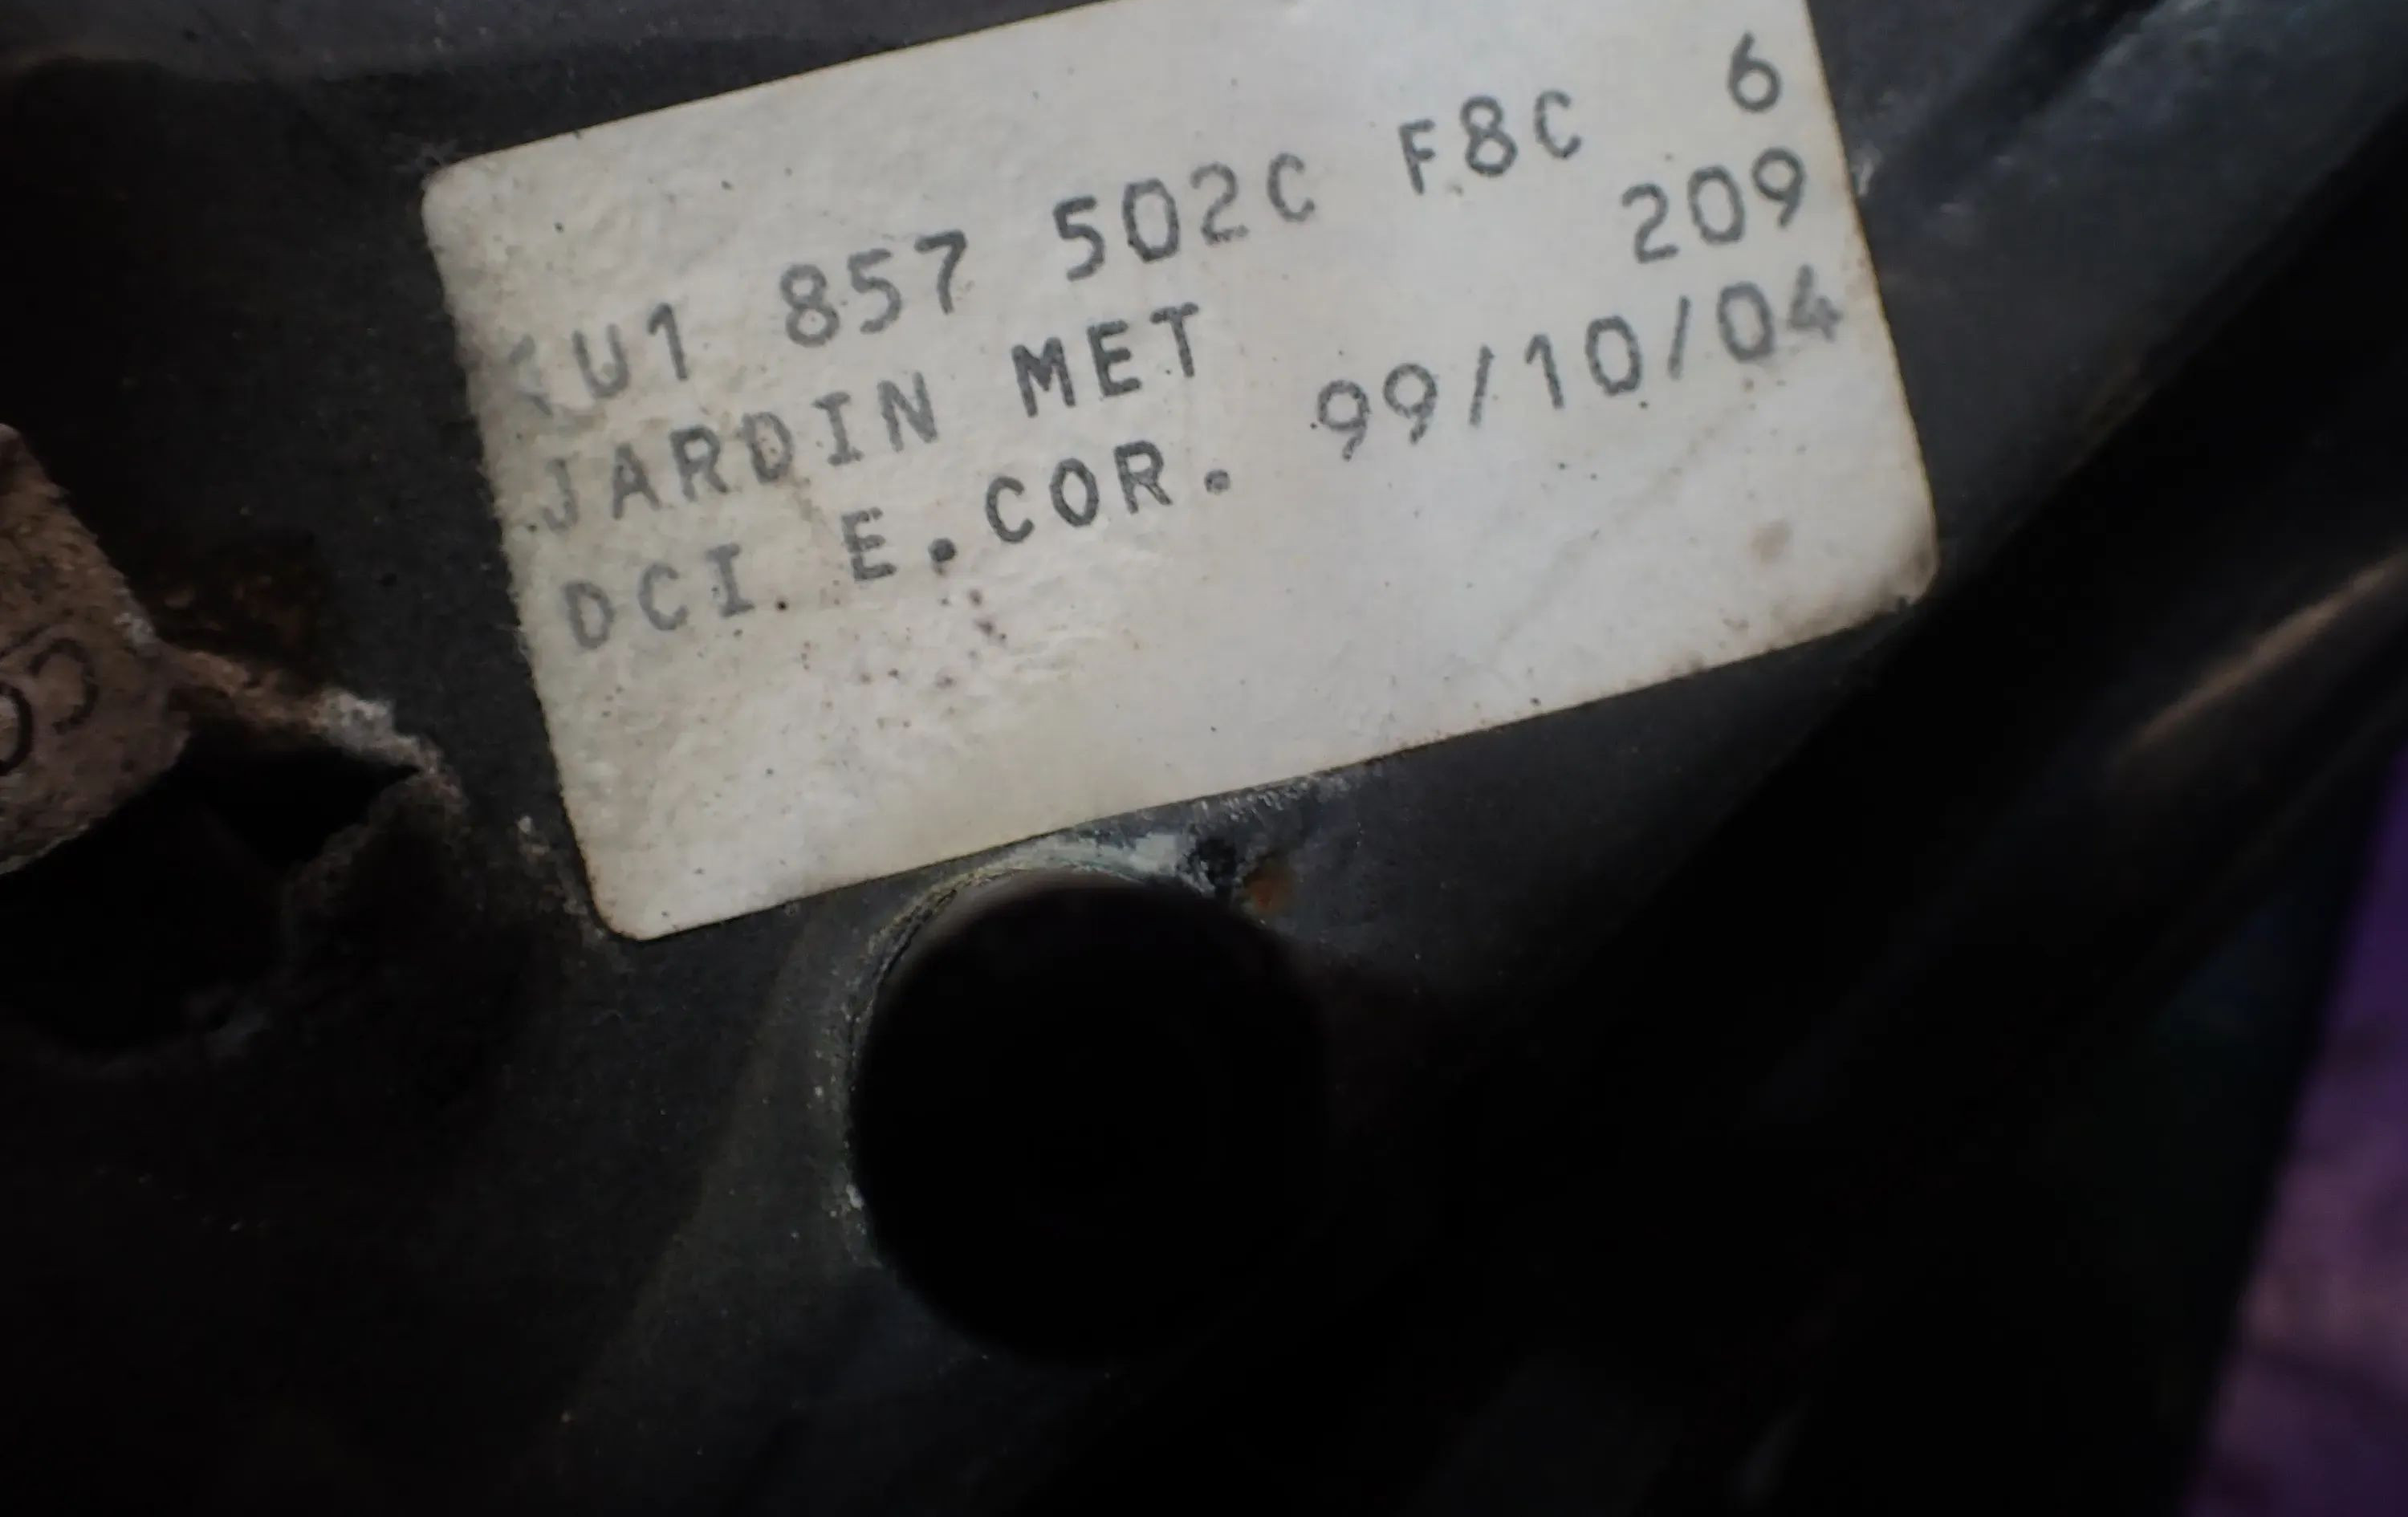 U1 857 502C F8C 6
JARDIN MET 209
DCI E.COR. 99/10/04